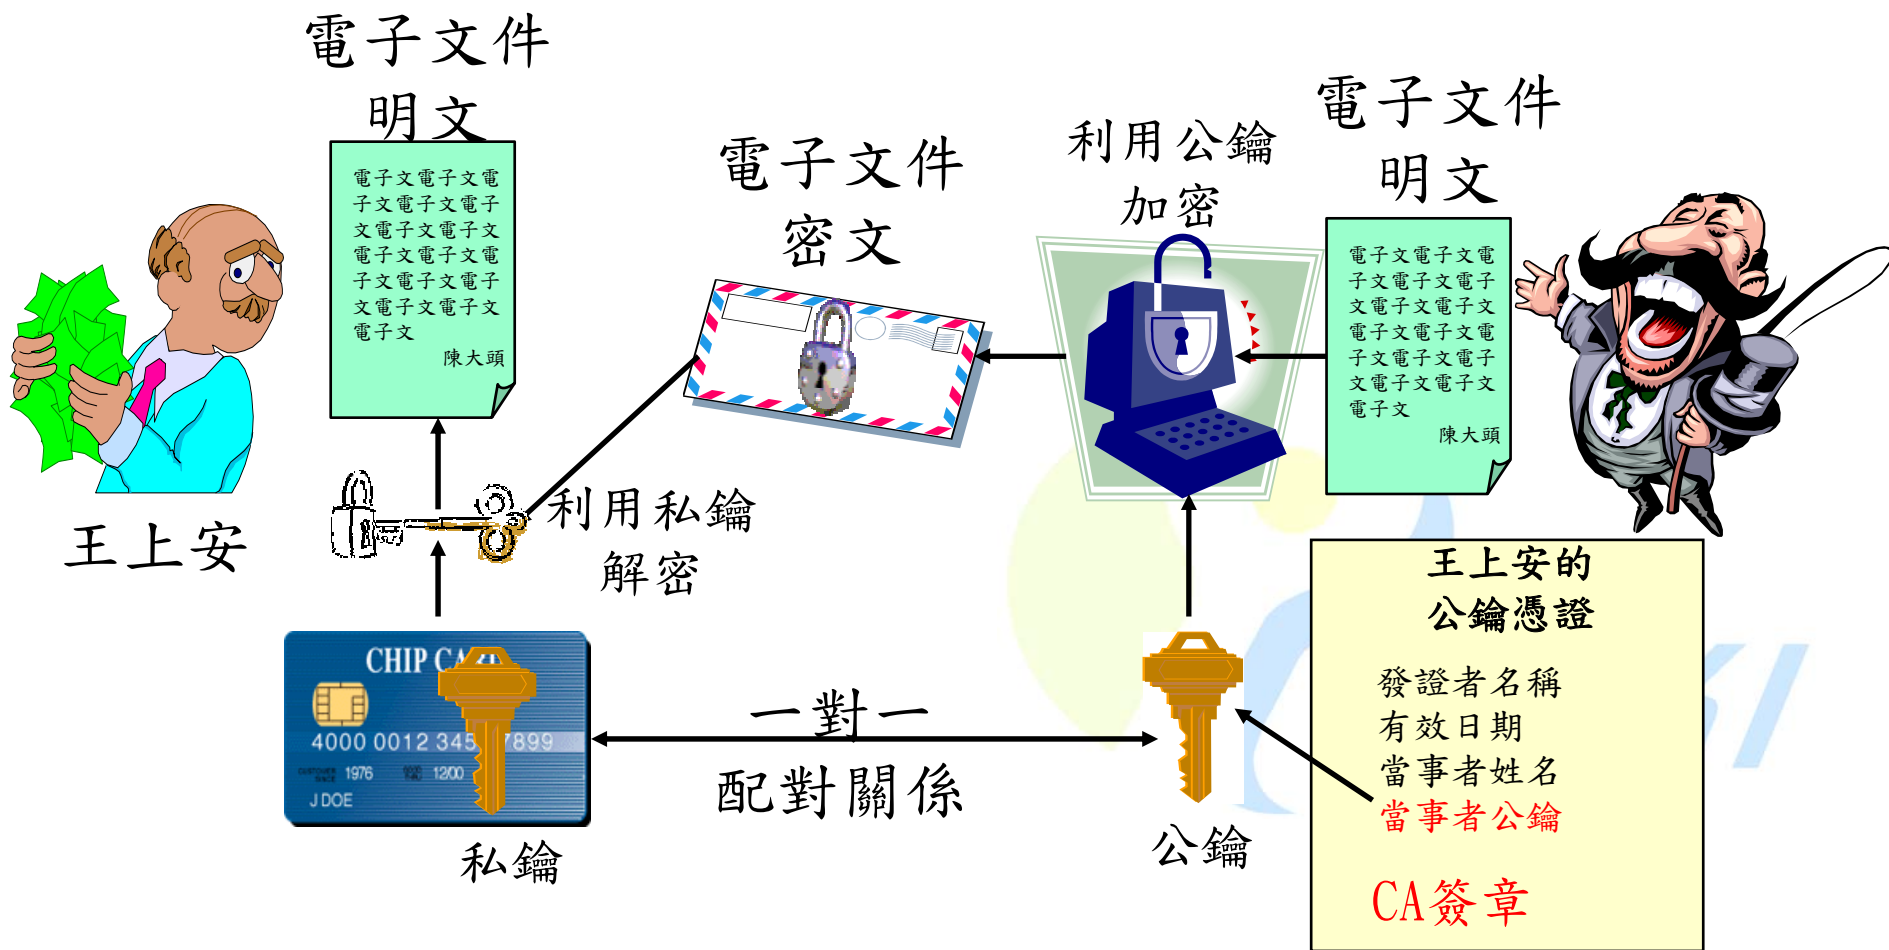 電子文件
明文
電子文電子文電
子文電子文電子
文電子文電子文
電子文電子文電
子文電子文電子
文電子文電子文
電子文
陳大頭
王上安
電子文件
密文
利用公鑰
加密
電子文件
明文
電子文電子文電
子文電子文電子
文電子文電子文
電子文電子文電
子文電子文電子
文電子文電子文
電子文
陳大頭
利用私鑰
解密
CHIP
4000 0012 345 7899
1976 12/00
J DOE
私鑰
一對一
配對關係
公鑰
王上安的
公鑰憑證
發證者名稱
有效日期
當事者姓名
當事者公鑰
CA簽章